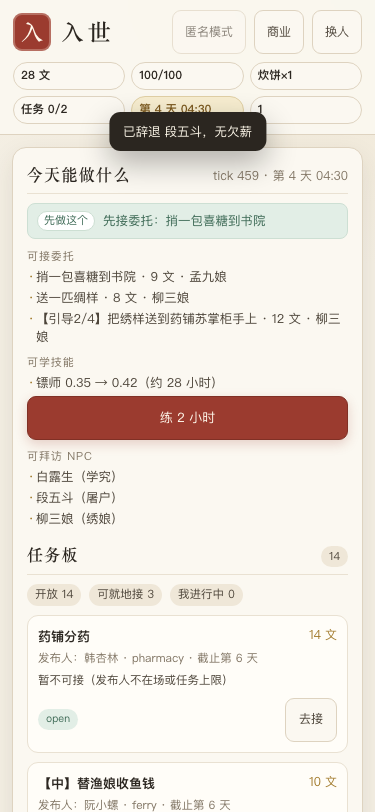 入 入世
匿名模式 商业 换人
28 文 100/100 炊饼×1
任务 0/2 第 4 天 04:30 1
已辞退 段五斗，无欠薪
今天能做什么 tick 459 · 第 4 天 04:30
先做这个 先接委托：捎一包喜糖到书院
可接委托
· 捎一包喜糖到书院 · 9 文 · 孟九娘
· 送一匹绸样 · 8 文 · 柳三娘
· 【引导2/4】把绣样送到药铺苏掌柜手上 · 12 文 · 柳三
娘
可学技能
· 镖师 0.35 → 0.42（约 28 小时）
练 2 小时
可拜访 NPC
· 白露生（学究）
· 段五斗（屠户）
· 柳三娘（绣娘）
任务板 14
开放 14 可就地接 3 我进行中 0
药铺分药 14 文
发布人：韩杏林 · pharmacy · 截止第 6 天
暂不可接（发布人不在场或任务上限）
open 去接
【中】替渔娘收鱼钱 10 文
发布人：阮小螺 · ferry · 截止第 6 天